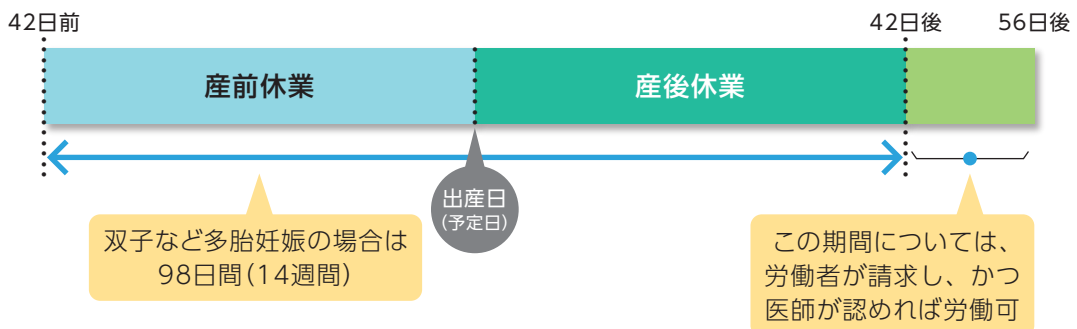 42日前
42日後
56日後
産前休業
産後休業
出産日
(予定日)
双子など多胎妊娠の場合は
98日間(14週間)
この期間については、
労働者が請求し、かつ
医師が認めれば労働可